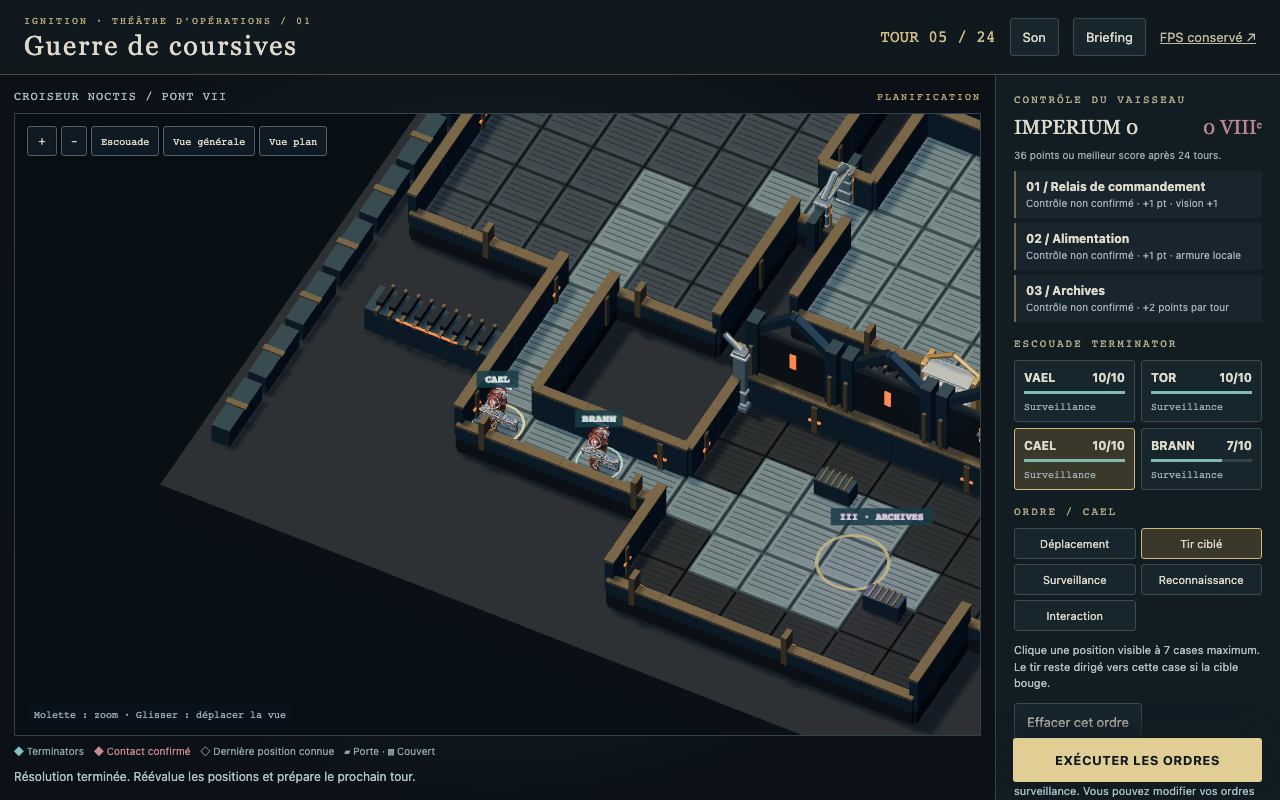 IGNITION · THÉÂTRE D’OPÉRATIONS / 01
Guerre de coursives
TOUR 05 / 24
Son
Briefing
FPS conservé ↗
CROISEUR NOCTIS / PONT VII
PLANIFICATION
+
−
Escouade
Vue générale
Vue plan
CAEL
BRANN
III · ARCHIVES
Molette : zoom · Glisser : déplacer la vue
Terminators
Contact confirmé
Dernière position connue
Porte · Couvert
Résolution terminée. Réévalue les positions et prépare le prochain tour.
CONTRÔLE DU VAISSEAU
IMPERIUM 0
0 VIIIᵉ
36 points ou meilleur score après 24 tours.
01 / Relais de commandement
Contrôle non confirmé · +1 pt · vision +1
02 / Alimentation
Contrôle non confirmé · +1 pt · armure locale
03 / Archives
Contrôle non confirmé · +2 points par tour
ESCOUADE TERMINATOR
VAEL 10/10
Surveillance
TOR 10/10
Surveillance
CAEL 10/10
Surveillance
BRANN 7/10
Surveillance
ORDRE / CAEL
Déplacement
Tir ciblé
Surveillance
Reconnaissance
Interaction
Clique une position visible à 7 cases maximum.
Le tir reste dirigé vers cette case si la cible
bouge.
Effacer cet ordre
EXÉCUTER LES ORDRES
surveillance. Vous pouvez modifier vos ordres